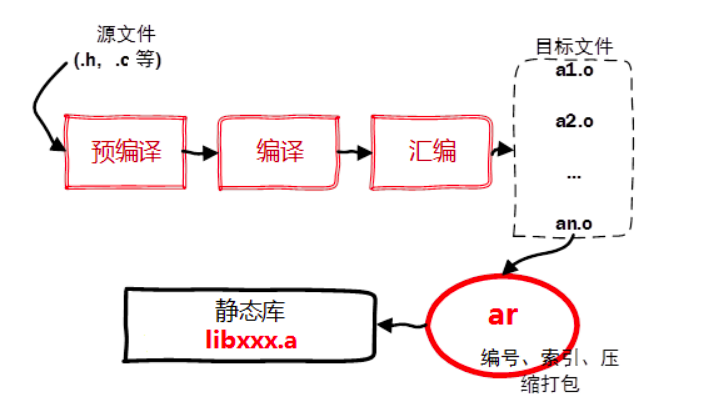 源文件
(.h, .c 等)
预编译
编译
汇编
目标文件
a1.o
a2.o
...
an.o
ar
编号、索引、压
缩打包
静态库
libxxx.a